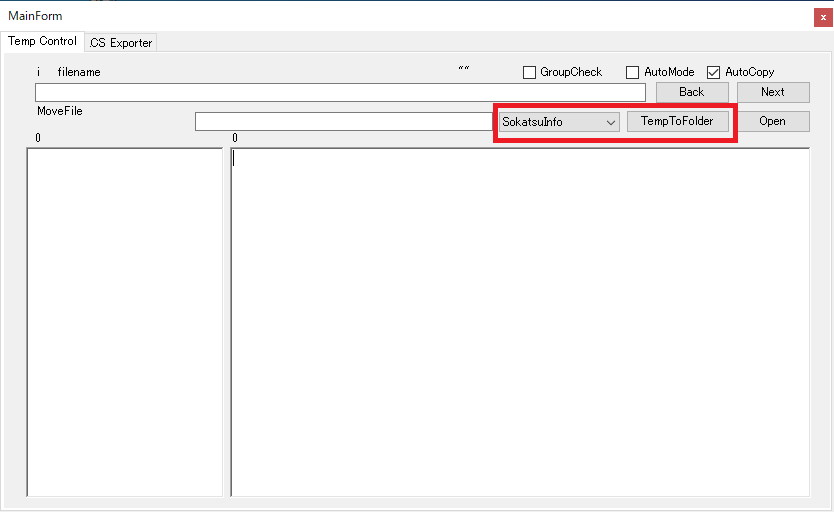 MainForm
x
Temp Control
CS Exporter
i filename "" GroupCheck AutoMode AutoCopy
Back Next
MoveFile
SokatsuInfo TempToFolder Open
0 0